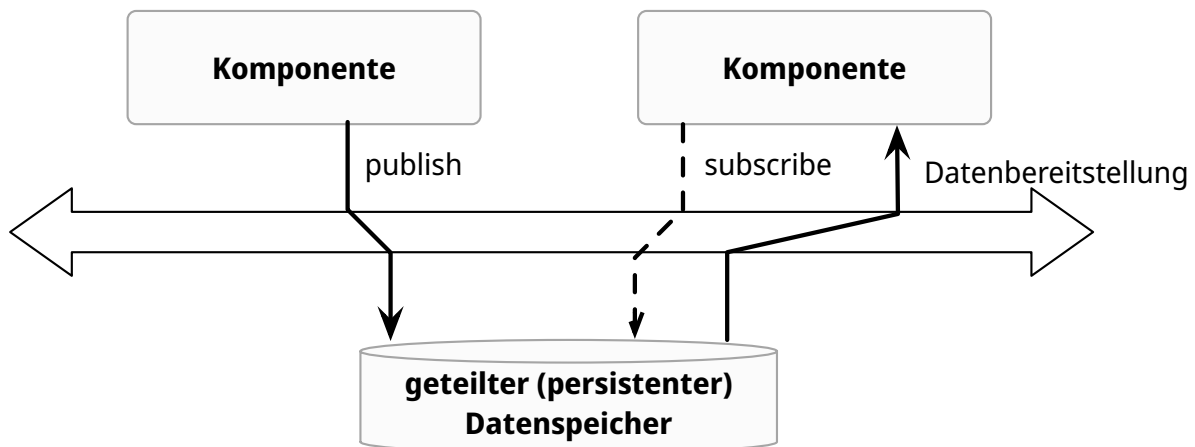 Komponente
Komponente
publish
subscribe
Datenbereitstellung
geteilter (persistenter)
Datenspeicher